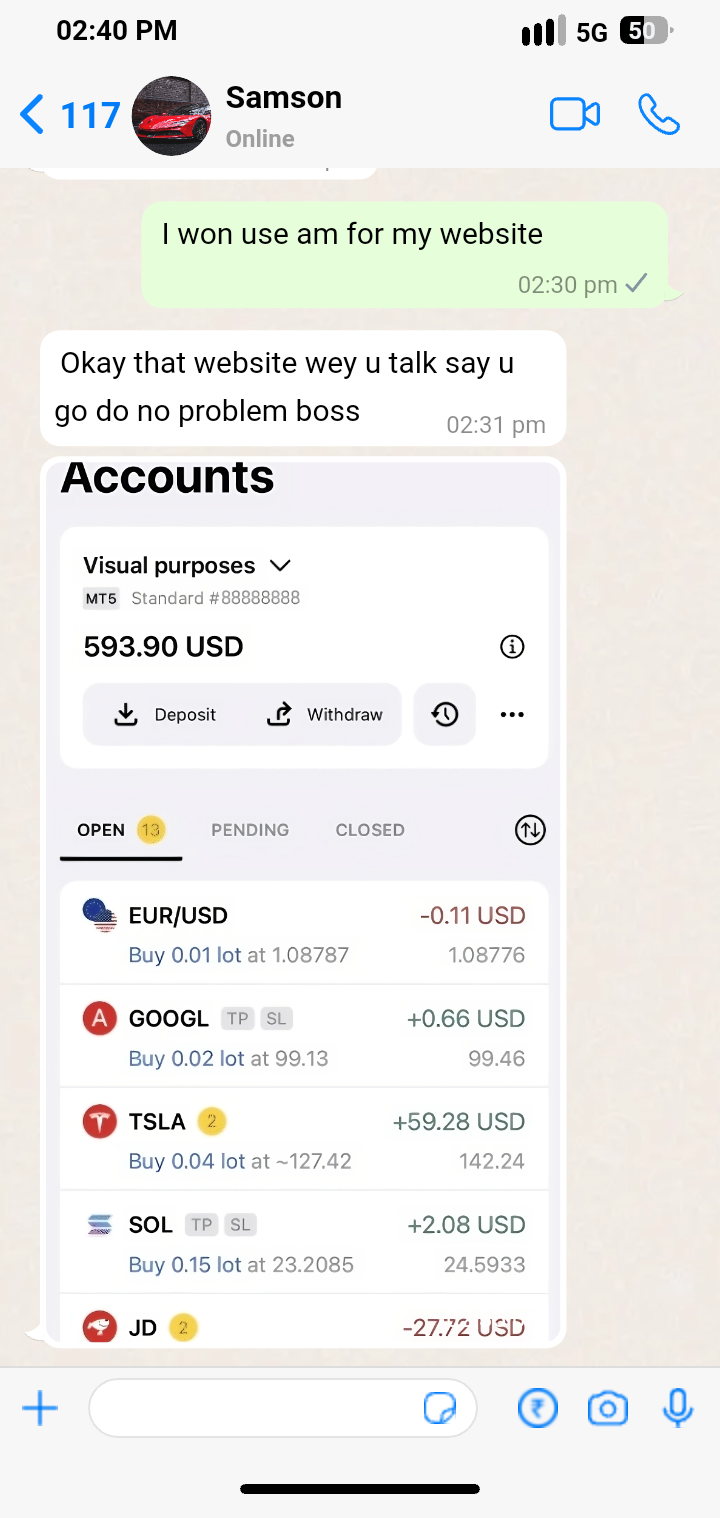 02:40 PM
5G 50
117 Samson
Online
I won use am for my website
02:30 pm
Okay that website wey u talk say u
go do no problem boss
02:31 pm
Accounts
Visual purposes
MT5 Standard #88888888
593.90 USD
Deposit Withdraw
OPEN 13 PENDING CLOSED
EUR/USD -0.11 USD
Buy 0.01 lot at 1.08787 1.08776
A GOOGL TP SL +0.66 USD
Buy 0.02 lot at 99.13 99.46
TSLA 2 +59.28 USD
Buy 0.04 lot at ~127.42 142.24
SOL TP SL +2.08 USD
Buy 0.15 lot at 23.2085 24.5933
JD 2 -27.72 USD
₹